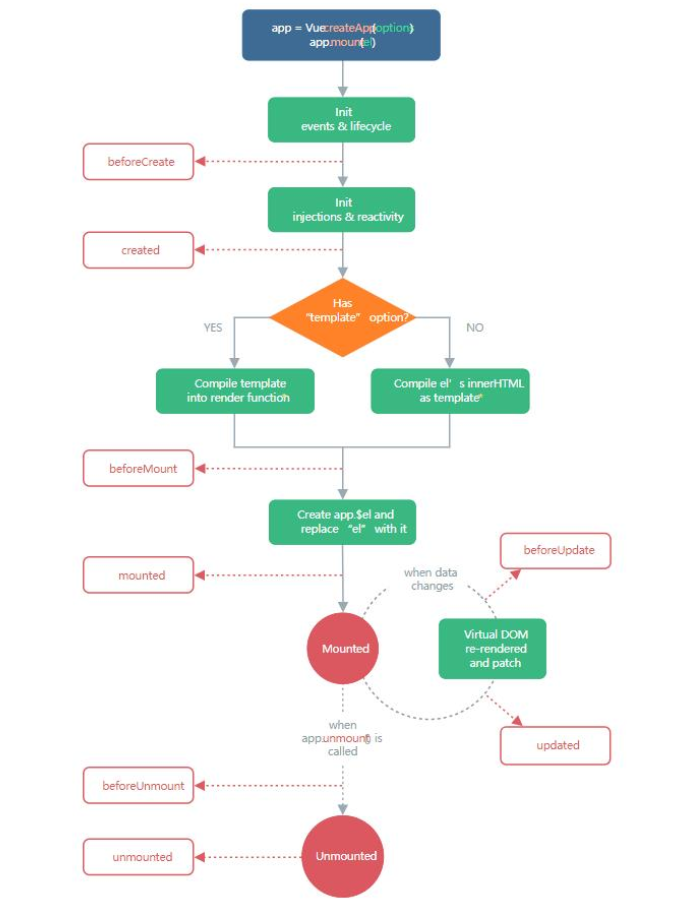 app = Vue.createApp(option)
app.mount(el)
Init
events & lifecycle
beforeCreate
Init
injections & reactivity
created
Has
“template” option?
YES
NO
Compile template
into render function*
Compile el’s innerHTML
as template*
beforeMount
Create app.$el and
replace “el” with it
mounted
when data
changes
beforeUpdate
Mounted
Virtual DOM
re-rendered
and patch
updated
when
app.unmount() is
called
beforeUnmount
unmounted
Unmounted